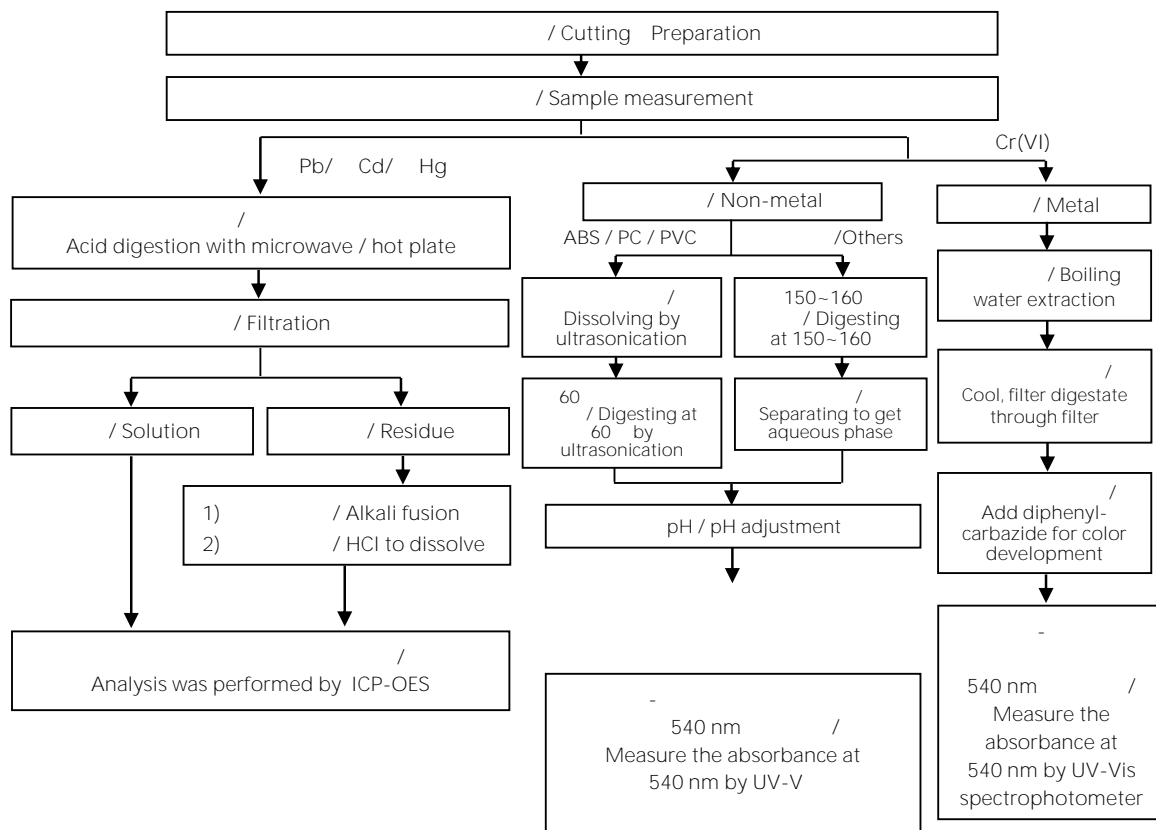 / Cutting Preparation
/ Sample measurement
Cr(VI)
Pb/ Cd/ Hg
/
Acid digestion with microwave / hot plate
/ Filtration
/ Solution
/ Residue
1) / Alkali fusion
2) / HCl to dissolve
/
Analysis was performed by ICP-OES
/ Non-metal
ABS / PC / PVC
/Others
/
Dissolving by
ultrasonication
60
/ Digesting at
60 by
ultrasonication
150~160
/ Digesting
at 150~160
/
Separating to get
aqueous phase
pH / pH adjustment
-
540 nm /
Measure the absorbance at
540 nm by UV-V
/ Metal
/ Boiling
water extraction
/
Cool, filter digestate
through filter
/
Add diphenyl-
carbazide for color
development
-
540 nm /
Measure the
absorbance at
540 nm by UV-Vis
spectrophotometer